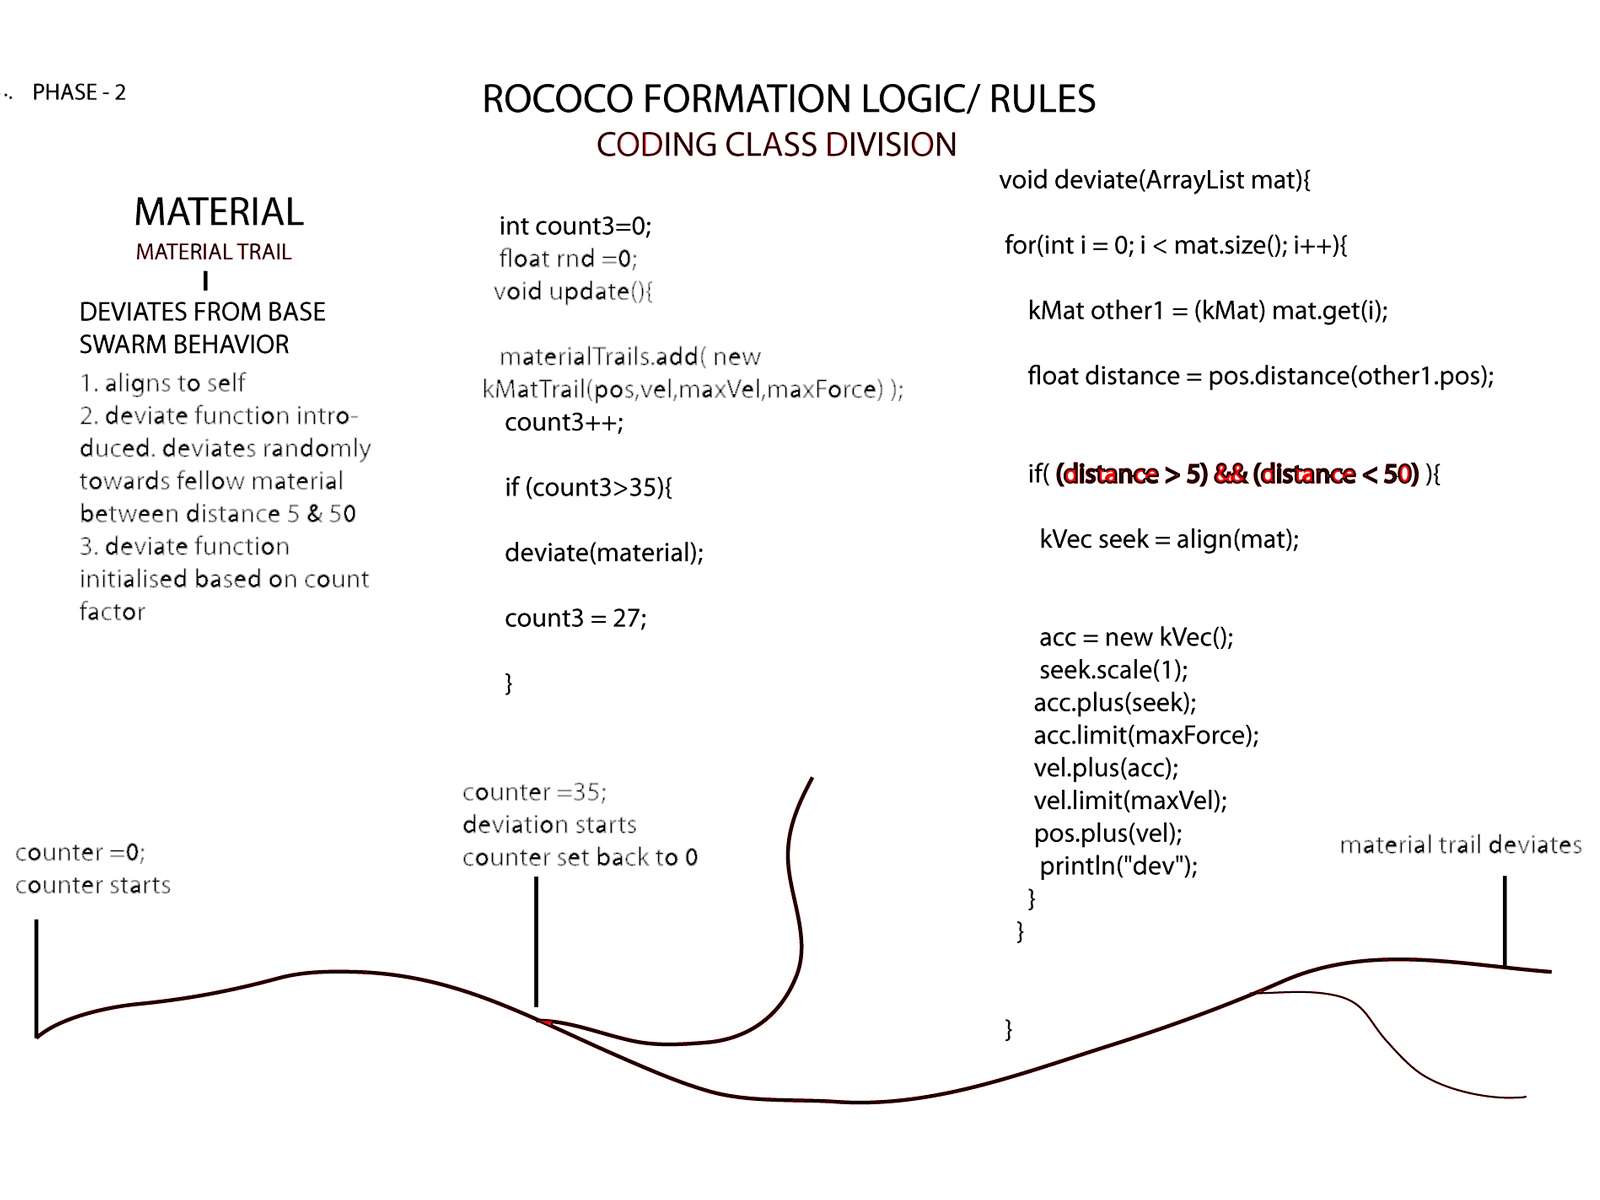 PHASE - 2
ROCOCO FORMATION LOGIC/ RULES
CODING CLASS DIVISION
MATERIAL
MATERIAL TRAIL
DEVIATES FROM BASE
SWARM BEHAVIOR
1. aligns to self
2. deviate function intro-
duced. deviates randomly
towards fellow material
between distance 5 & 50
3. deviate function
initialised based on count
factor
int count3=0;
float rnd =0;
void update(){
materialTrails.add( new
kMatTrail(pos,vel,maxVel,maxForce) );
count3++;
if (count3>35){
deviate(material);
count3 = 27;
}
void deviate(ArrayList mat){
for(int i = 0; i < mat.size(); i++){
kMat other1 = (kMat) mat.get(i);
float distance = pos.distance(other1.pos);
if( (distance > 5) && (distance < 50) ){
kVec seek = align(mat);
acc = new kVec();
seek.scale(1);
acc.plus(seek);
acc.limit(maxForce);
vel.plus(acc);
vel.limit(maxVel);
pos.plus(vel);
println("dev");
}
}
}
counter =0;
counter starts
counter =35;
deviation starts
counter set back to 0
material trail deviates